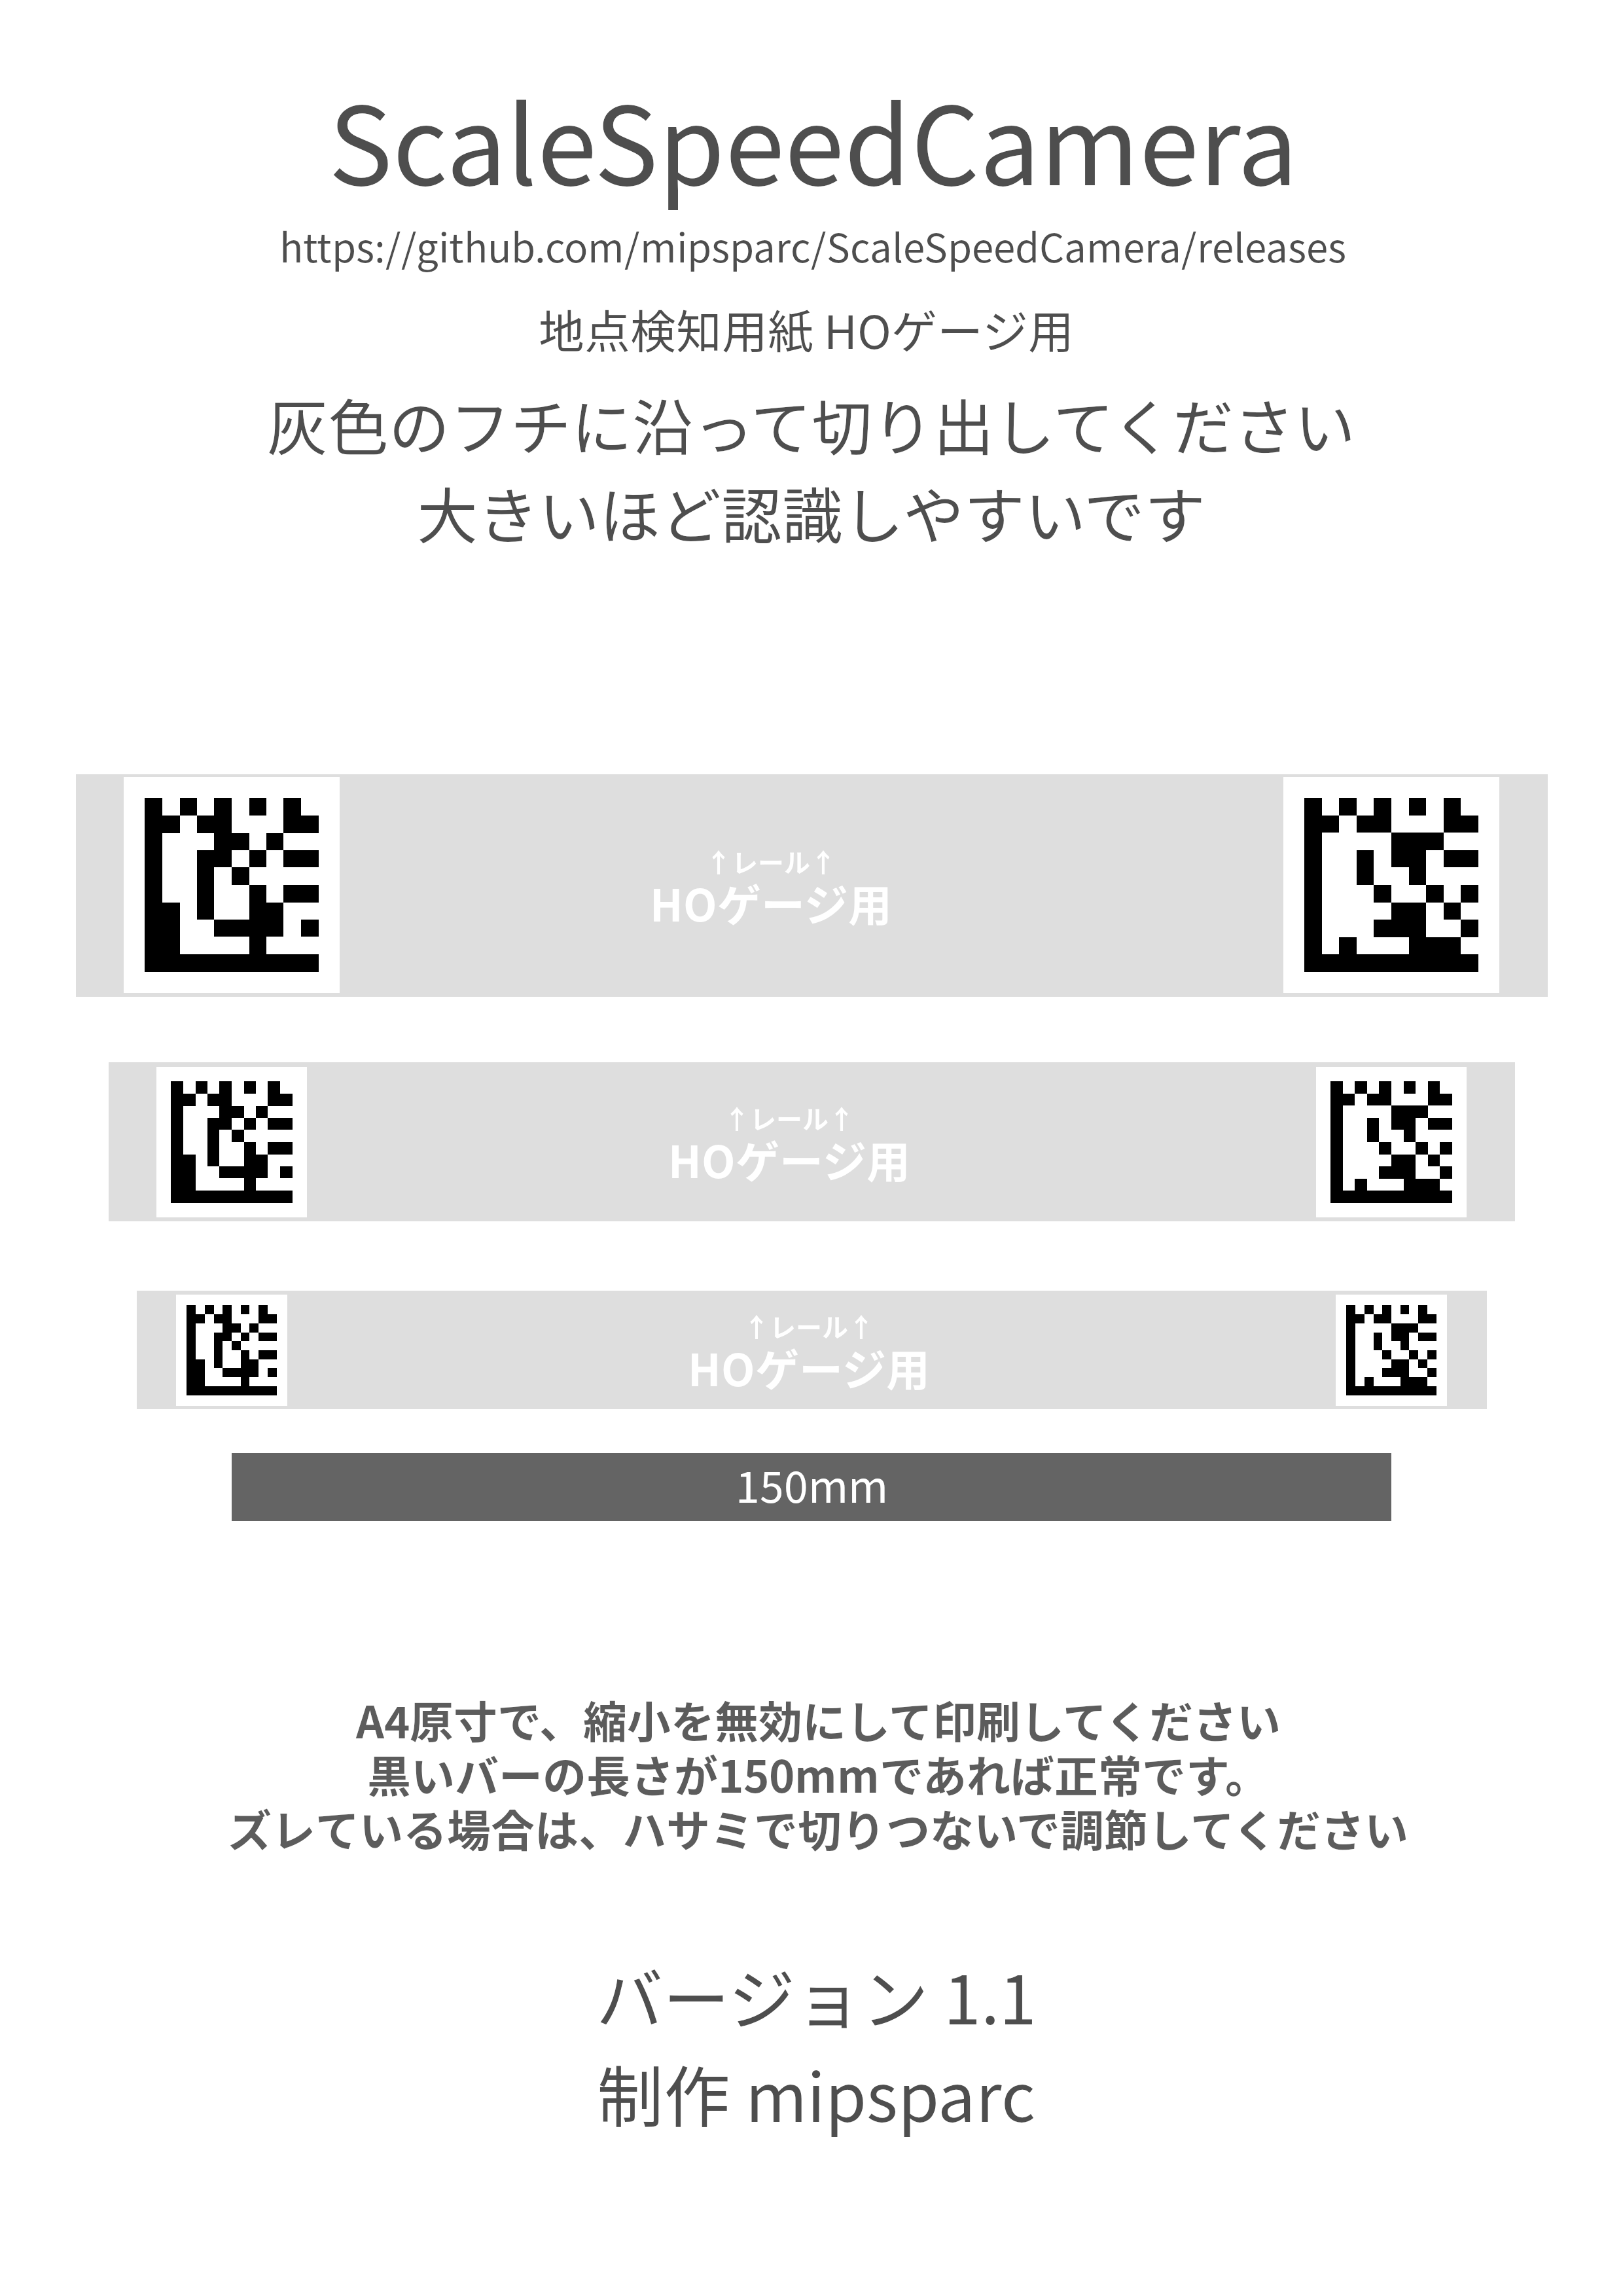 ScaleSpeedCamera
https://github.com/mipsparc/ScaleSpeedCamera/releases
地点検知用紙 HOゲージ用
灰色のフチに沿って切り出してください
大きいほど認識しやすいです
↑レール↑
HOゲージ用
↑レール↑
HOゲージ用
↑レール↑
HOゲージ用
150mm
A4原寸で、縮小を無効にして印刷してください
黒いバーの長さが150mmであれば正常です。
ズレている場合は、ハサミで切りつないで調節してください
バージョン 1.1
制作 mipsparc